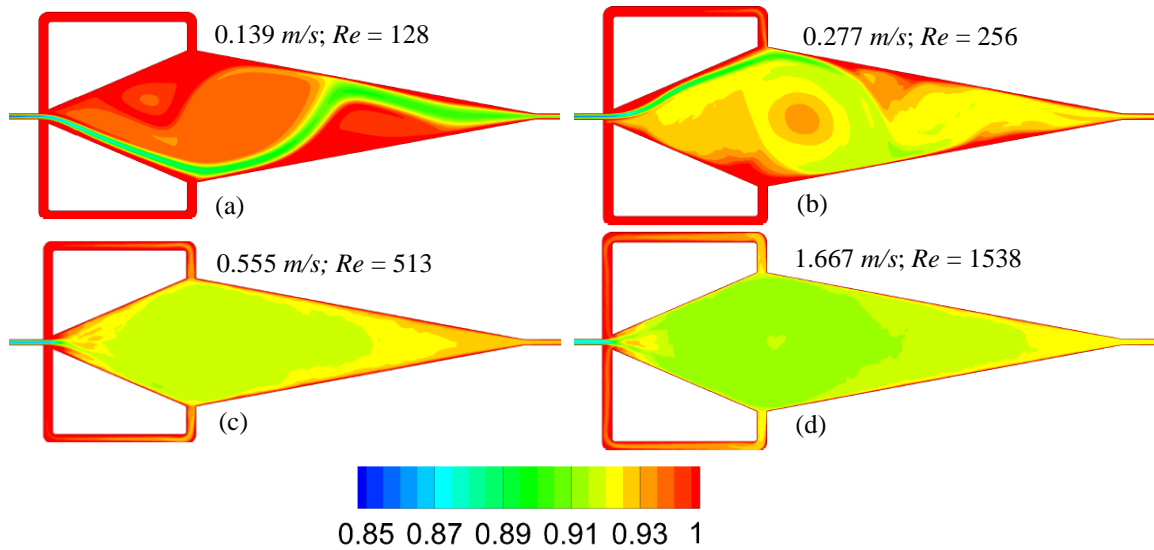 0.139 m/s; Re = 128
0.277 m/s; Re = 256
(a)
(b)
0.555 m/s; Re = 513
1.667 m/s; Re = 1538
(c)
(d)
0.85 0.87 0.89 0.91 0.93 1